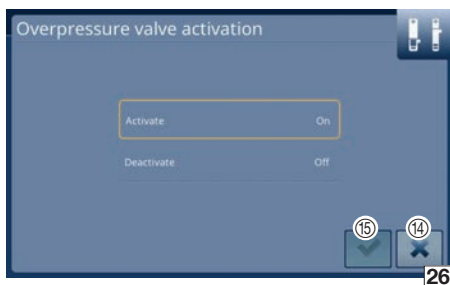 Overpressure valve activation
Activate On
Deactivate Off
⑮ ⑭
26